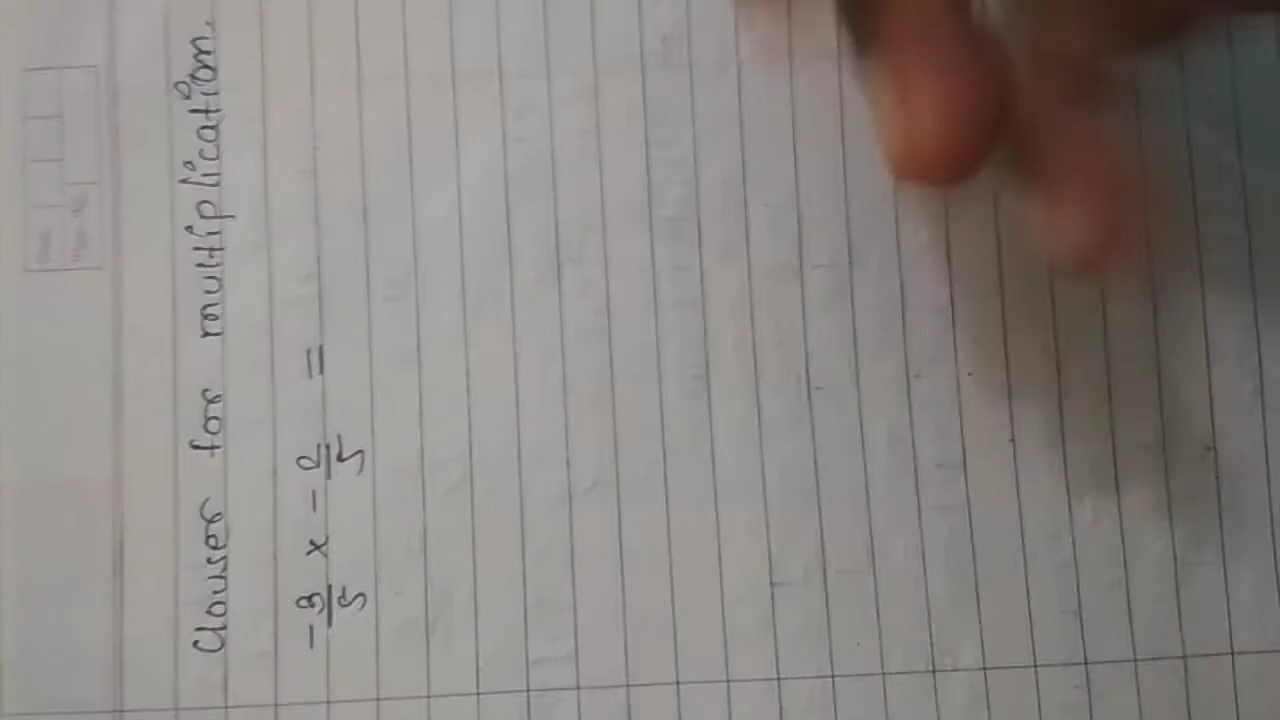 Clouser for multiplication.
-3/5 x -2/5 =